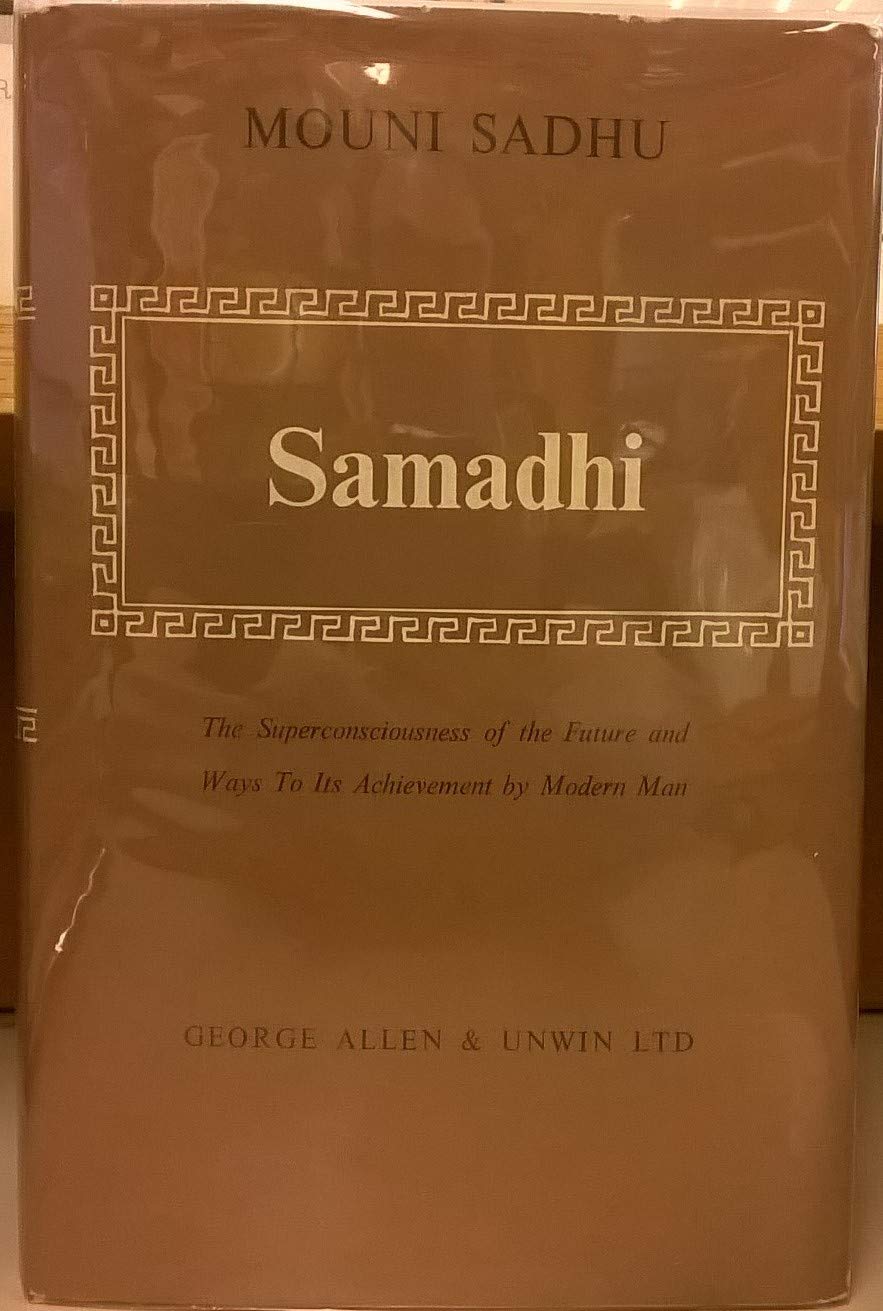 MOUNI SADHU
Samadhi
The Superconsciousness of the Future and
Ways To Its Achievement by Modern Man
GEORGE ALLEN & UNWIN LTD